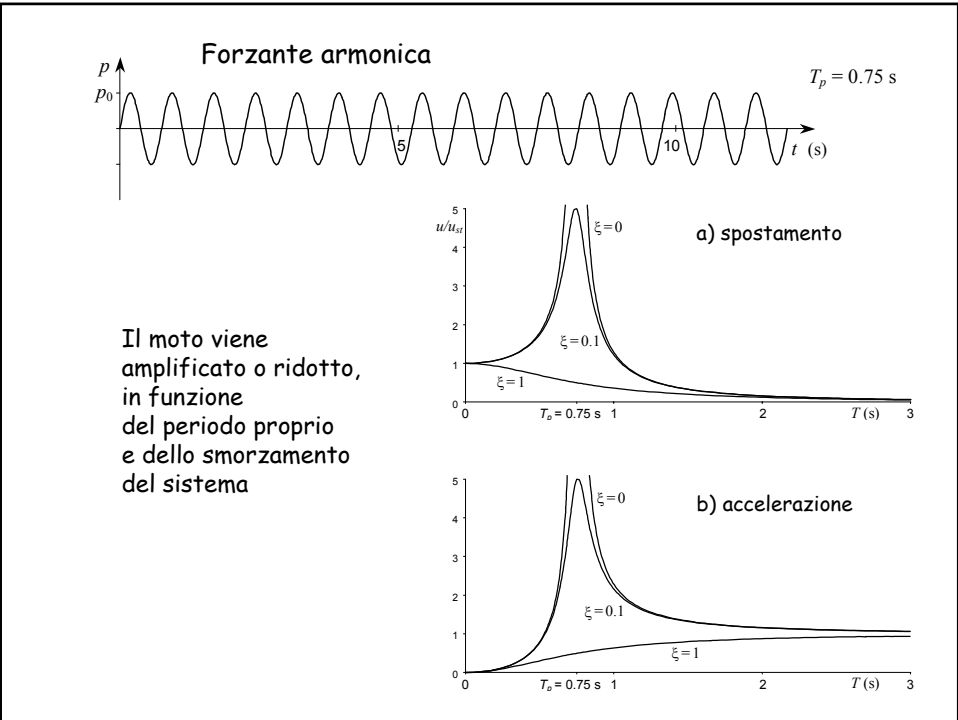 Forzante armonica
p
p0
Tp = 0.75 s
5
10
t (s)
a) spostamento
u/ust
5
4
3
2
1
0
ξ=0
ξ=0.1
ξ=1
0
Tp = 0.75 s
1
2
T (s)
3
Il moto viene
amplificato o ridotto,
in funzione
del periodo proprio
e dello smorzamento
del sistema
b) accelerazione
5
4
3
2
1
0
ξ=0
ξ=0.1
ξ=1
0
Tp = 0.75 s
1
2
T (s)
3